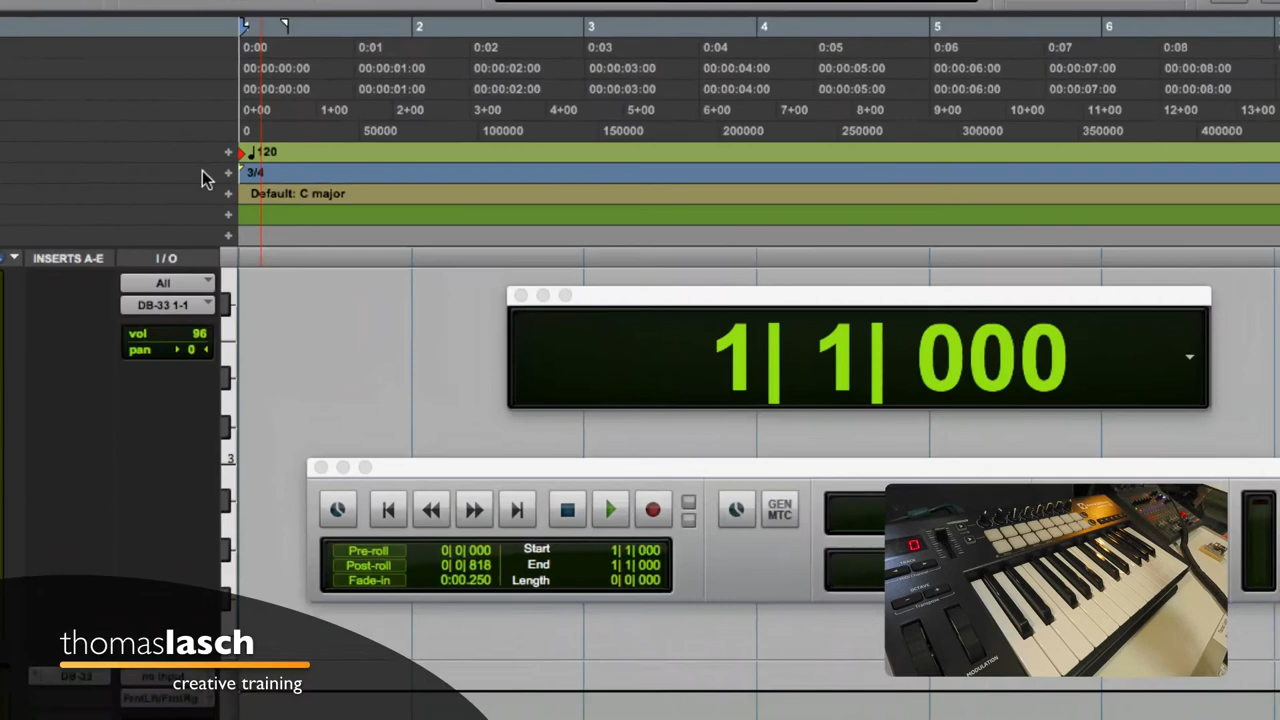 2 3 4 5 6
0:00 0:01 0:02 0:03 0:04 0:05 0:06 0:07 0:08
00:00:00:00 00:00:01:00 00:00:02:00 00:00:03:00 00:00:04:00 00:00:05:00 00:00:06:00 00:00:07:00 00:00:08:00
00:00:00:00 00:00:01:00 00:00:02:00 00:00:03:00 00:00:04:00 00:00:05:00 00:00:06:00 00:00:07:00 00:00:08:00
0+00 1+00 2+00 3+00 4+00 5+00 6+00 7+00 8+00 9+00 10+00 11+00 12+00 13+00
0 50000 100000 150000 200000 250000 300000 350000 400000
120
3/4
Default: C major
INSERTS A-E I / O
All
DB-33 1-1
vol 96
pan 0
1| 1| 000
3
GEN
MTC
Pre-roll 0| 0| 000 Start 1| 1| 000
Post-roll 0| 0| 818 End 1| 1| 000
Fade-in 0:00.250 Length 0| 0| 000
0
OCTAVE
MODULATION
thomaslasch
creative training
DB-33 no input